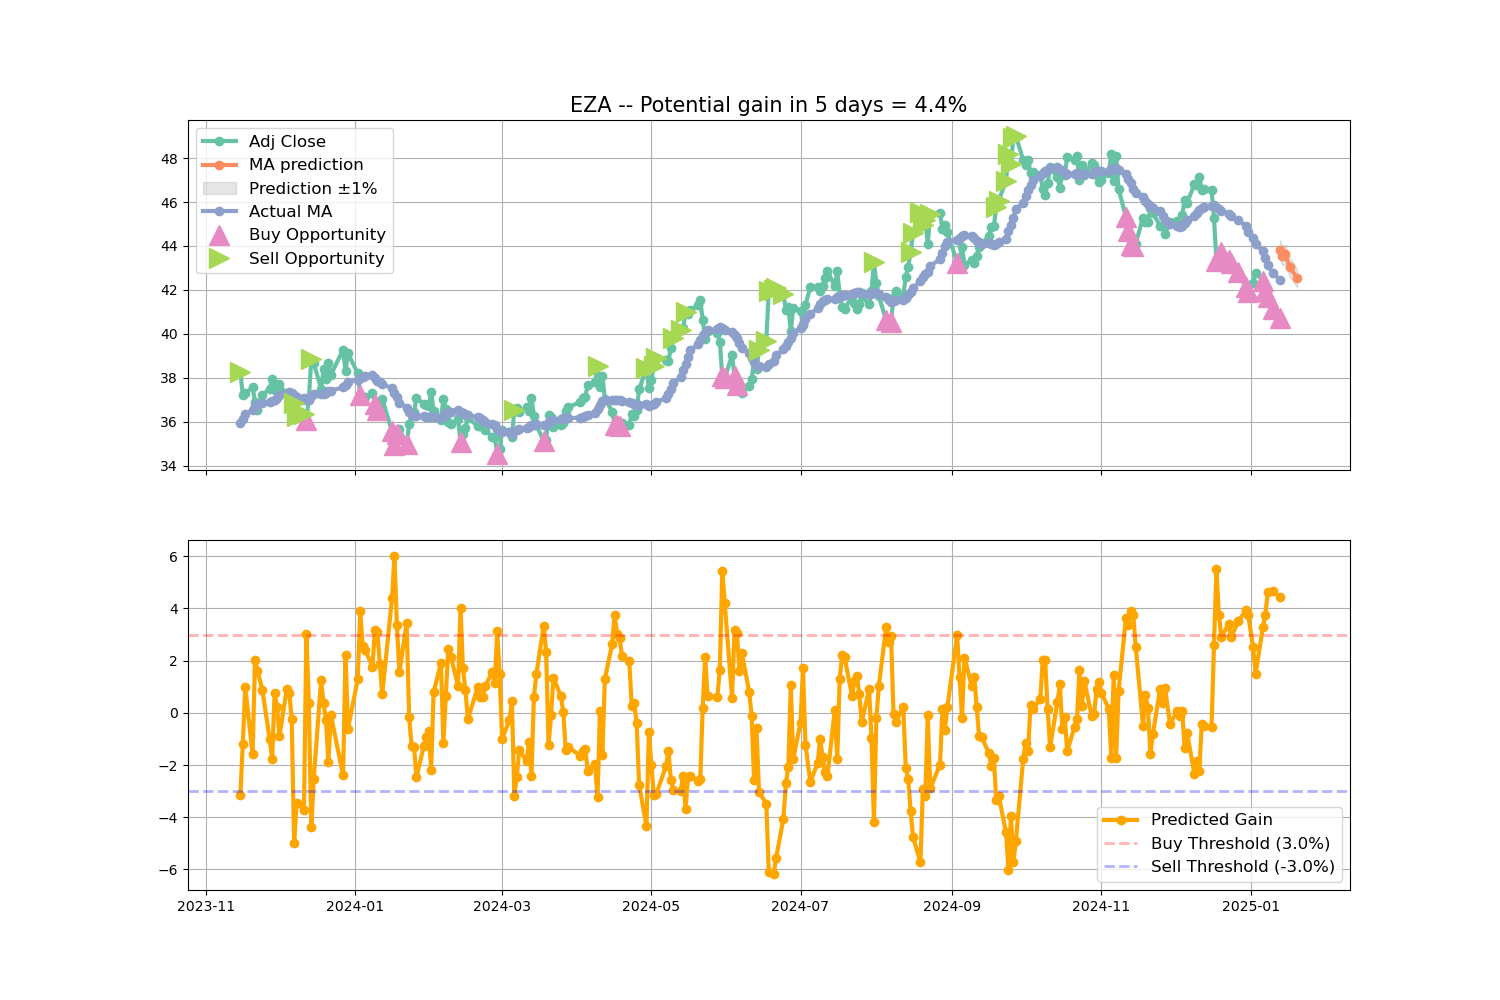 EZA -- Potential gain in 5 days = 4.4%
48
46
44
42
40
38
36
34
Adj Close
MA prediction
Prediction ±1%
Actual MA
Buy Opportunity
Sell Opportunity
6
4
2
0
−2
−4
−6
Predicted Gain
Buy Threshold (3.0%)
Sell Threshold (-3.0%)
2023-11
2024-01
2024-03
2024-05
2024-07
2024-09
2024-11
2025-01